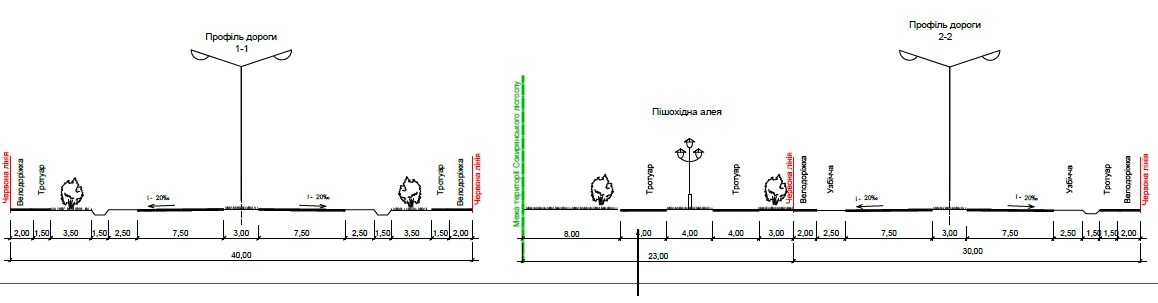 Профіль дороги
1-1
Червона лінія
Велодоріжка
Тротуар
i - 20‰
i - 20‰
Тротуар
Велодоріжка
Червона лінія
2,00 1,50 3,50 1,50 2,50 7,50 3,00 7,50 2,50 1,50 3,50 1,50 2,00
40,00
Межа території Сокирянського лісгоспу
Пішохідна алея
Тротуар
Тротуар
Профіль дороги
2-2
Червона лінія
Велодоріжка
Узбіччя
i - 20‰
i - 20‰
Узбіччя
Тротуар
Велодоріжка
Червона лінія
8,00 4,00 4,00 4,00 3,00 2,00 2,50 7,50 3,00 7,50 2,50 1,50 1,50 2,00
23,00 30,00